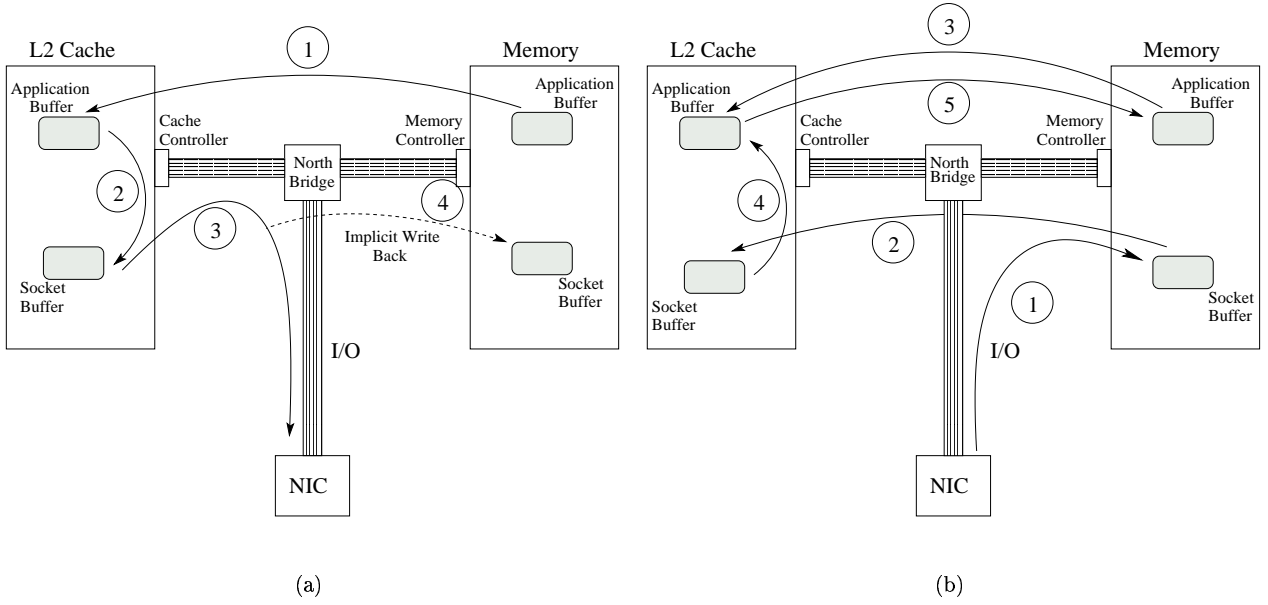 L2 Cache
1
Memory
Application
Buffer
Application
Buffer
Cache
Controller
Memory
Controller
North
Bridge
2
3
4
Implicit Write
Back
Socket
Buffer
Socket
Buffer
I/O
NIC
(a)
L2 Cache
3
Memory
Application
Buffer
5
Application
Buffer
Cache
Controller
Memory
Controller
North
Bridge
4
2
Socket
Buffer
1
Socket
Buffer
I/O
NIC
(b)